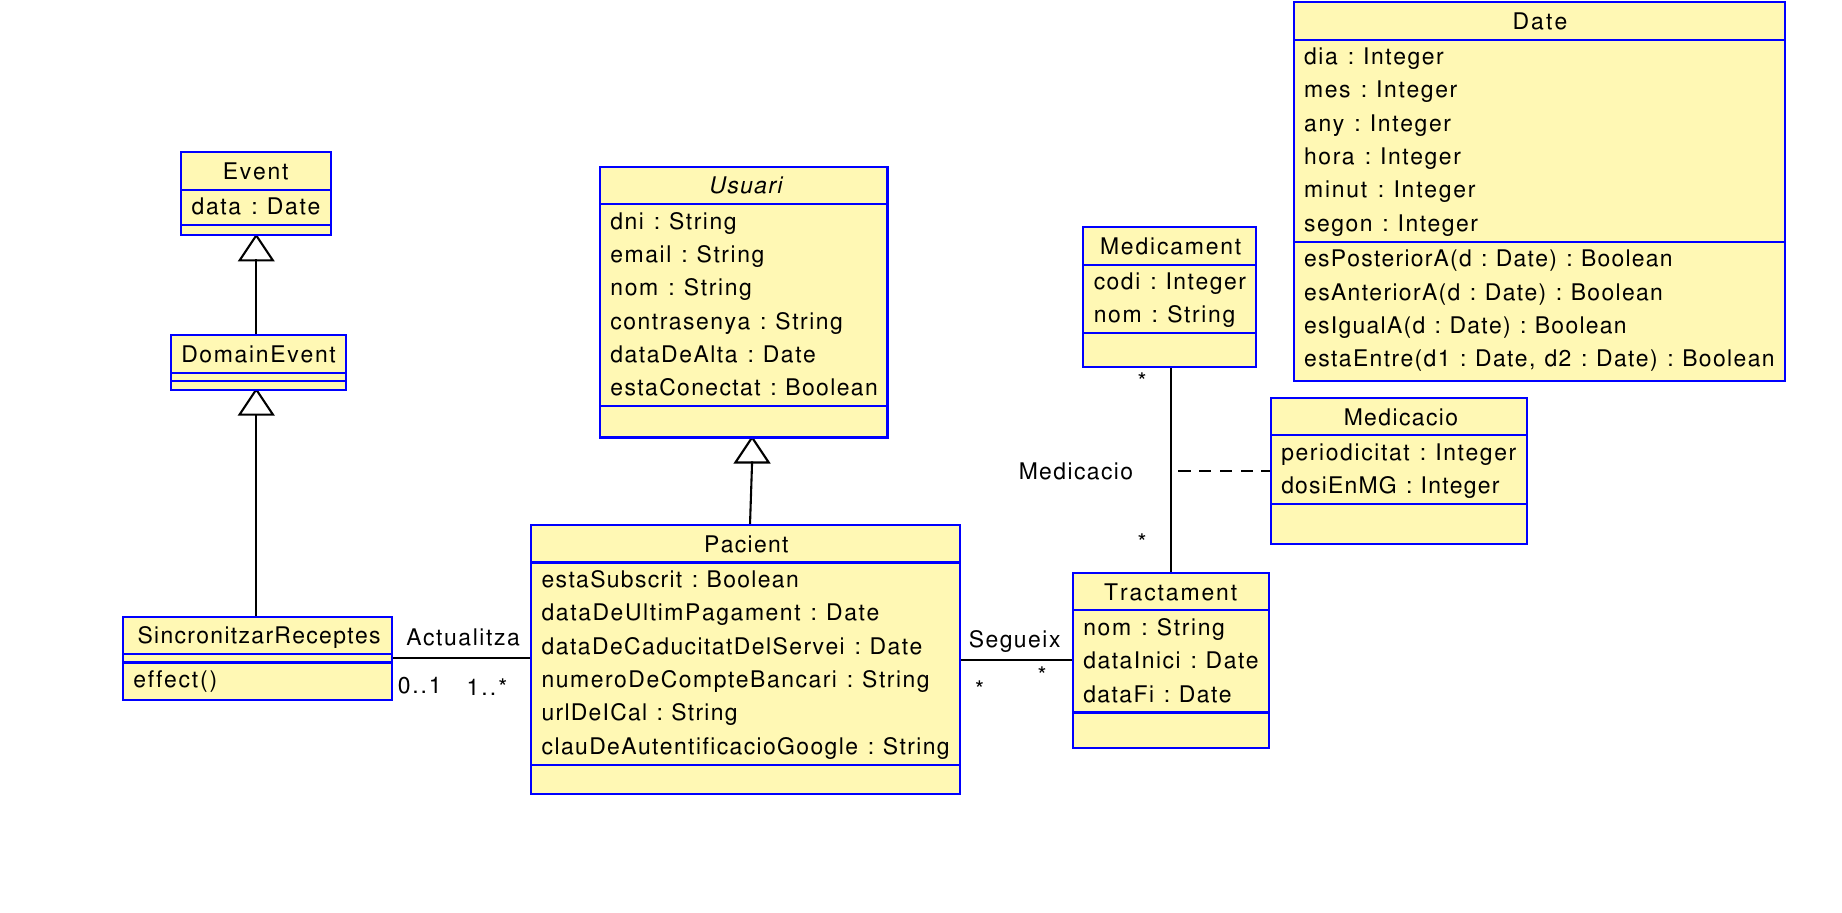 Date
dia : Integer
mes : Integer
any : Integer
hora : Integer
minut : Integer
segon : Integer
esPosteriorA(d : Date) : Boolean
esAnteriorA(d : Date) : Boolean
esIgualA(d : Date) : Boolean
estaEntre(d1 : Date, d2 : Date) : Boolean
Event
data : Date
DomainEvent
Usuari
dni : String
email : String
nom : String
contrasenya : String
dataDeAlta : Date
estaConectat : Boolean
Medicament
codi : Integer
nom : String
*
Medicacio
*
Medicacio
periodicitat : Integer
dosiEnMG : Integer
SincronitzarReceptes
effect()
Actualitza
0..1
1..*
Pacient
estaSubscrit : Boolean
dataDeUltimPagament : Date
dataDeCaducitatDelServei : Date
numeroDeCompteBancari : String
urlDeICal : String
clauDeAutentificacioGoogle : String
Segueix
*
*
Tractament
nom : String
dataInici : Date
dataFi : Date